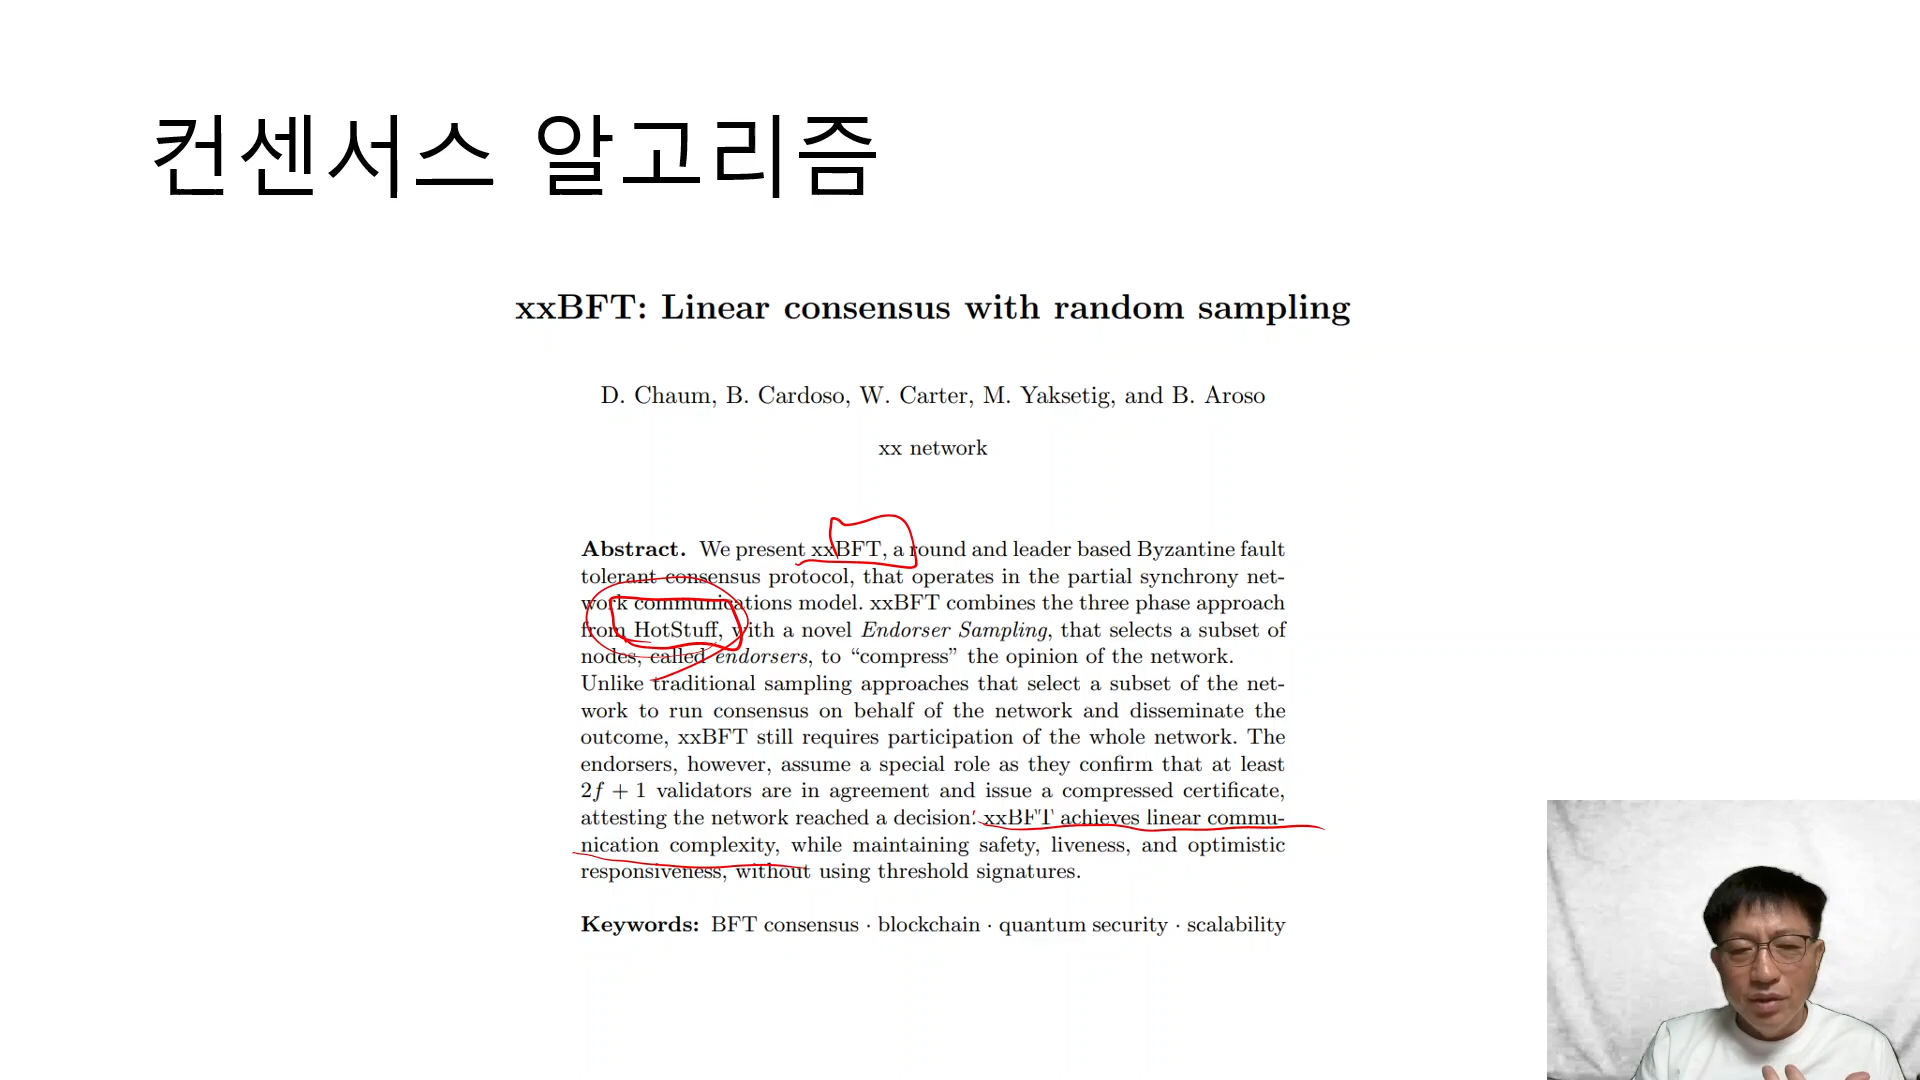 컨센서스 알고리즘
xxBFT: Linear consensus with random sampling
D. Chaum, B. Cardoso, W. Carter, M. Yaksetig, and B. Aroso
xx network
Abstract. We present xxBFT, a round and leader based Byzantine fault
tolerant consensus protocol, that operates in the partial synchrony net-
work communications model. xxBFT combines the three phase approach
from HotStuff, with a novel Endorser Sampling, that selects a subset of
nodes, called endorsers, to “compress” the opinion of the network.
Unlike traditional sampling approaches that select a subset of the net-
work to run consensus on behalf of the network and disseminate the
outcome, xxBFT still requires participation of the whole network. The
endorsers, however, assume a special role as they confirm that at least
2f + 1 validators are in agreement and issue a compressed certificate,
attesting the network reached a decision. xxBFT achieves linear commu-
nication complexity, while maintaining safety, liveness, and optimistic
responsiveness, without using threshold signatures.
Keywords: BFT consensus · blockchain · quantum security · scalability